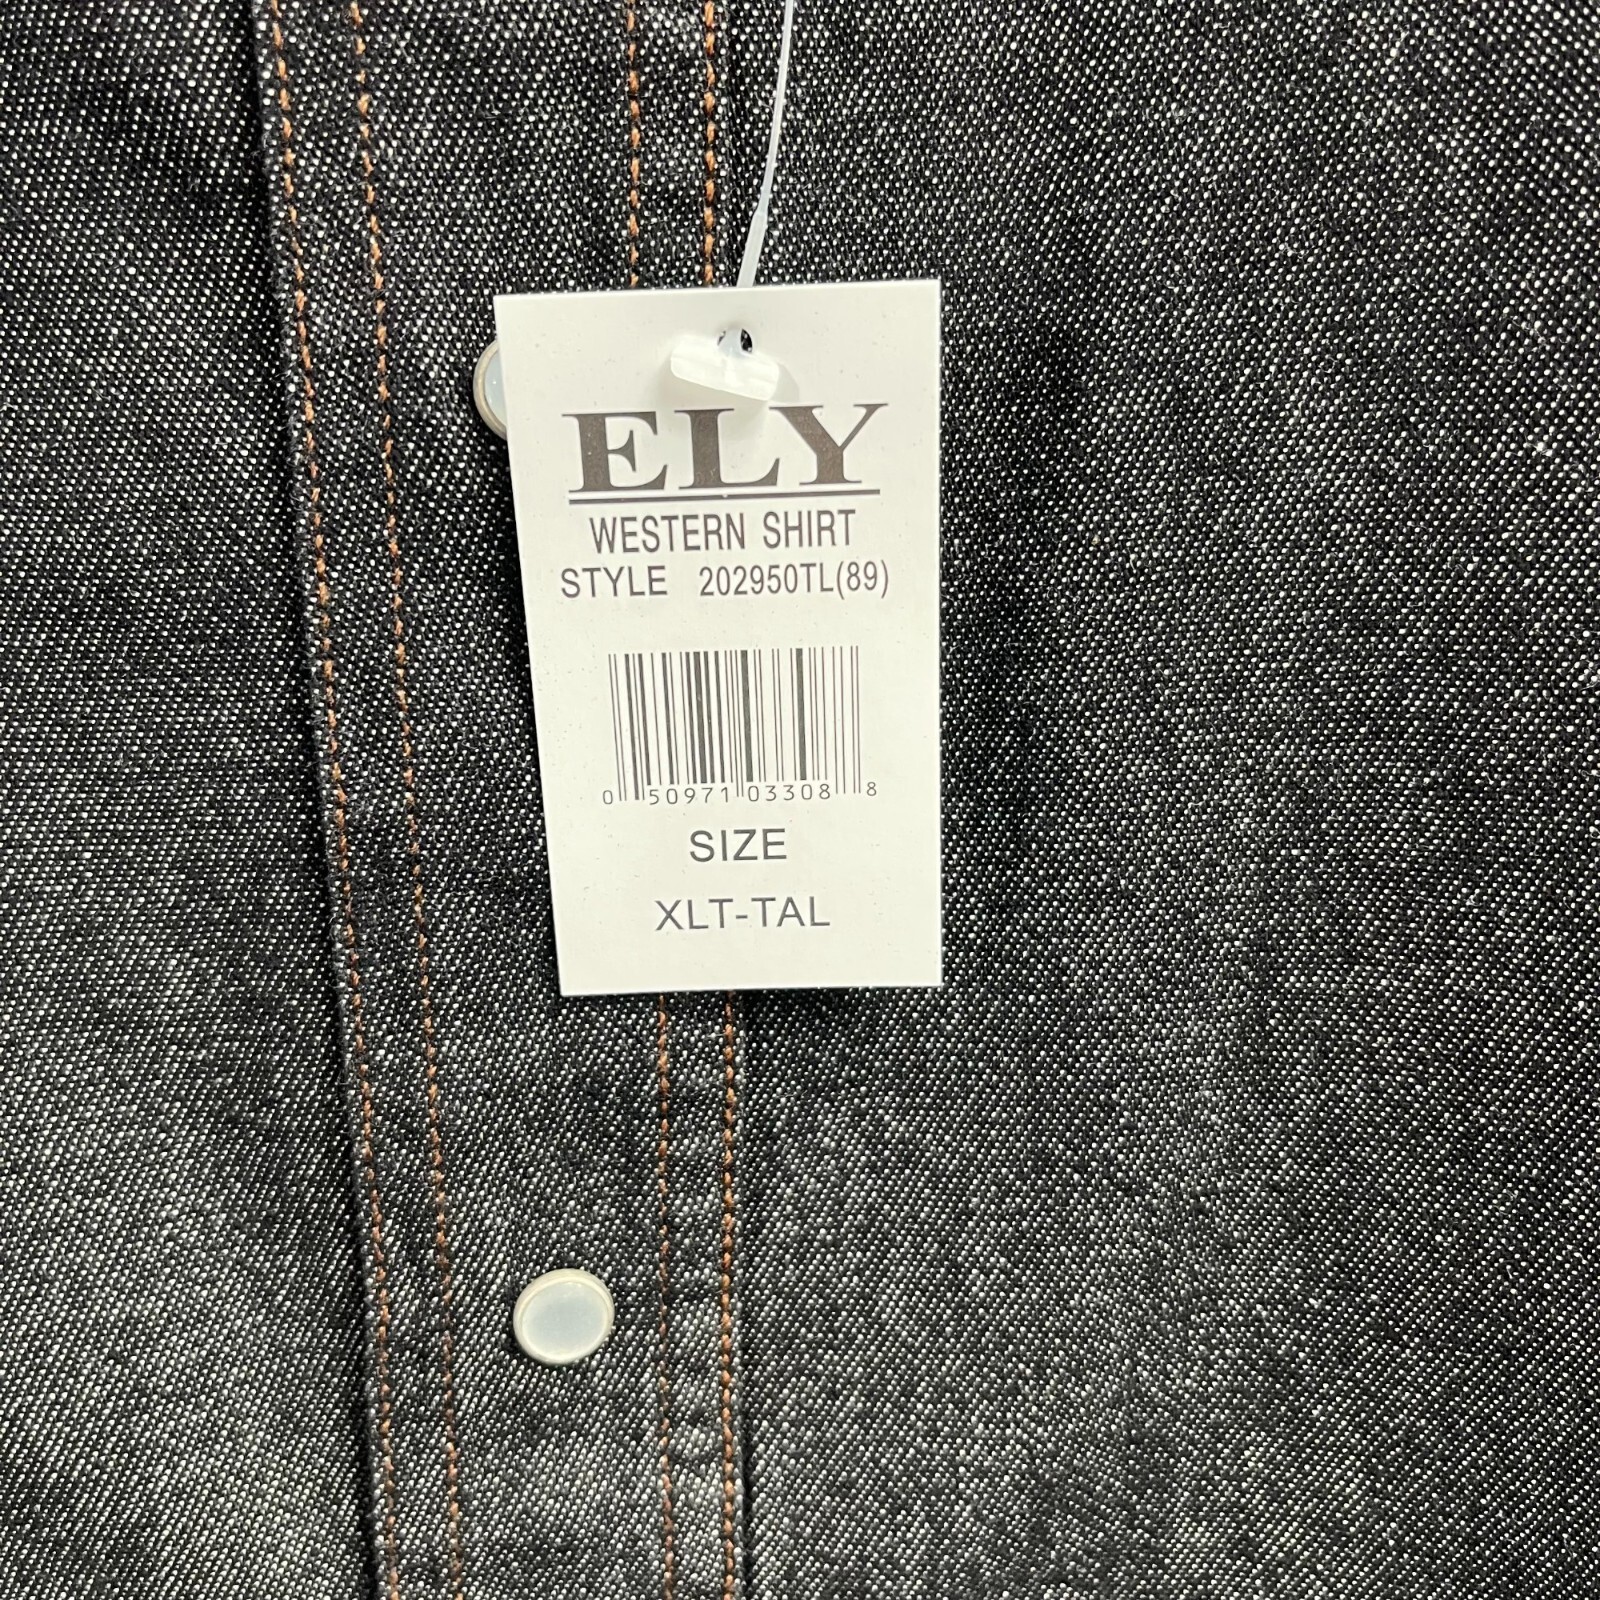 ELY
WESTERN SHIRT
STYLE 202950TL(89)
0 50971 03308 8
SIZE
XLT-TAL